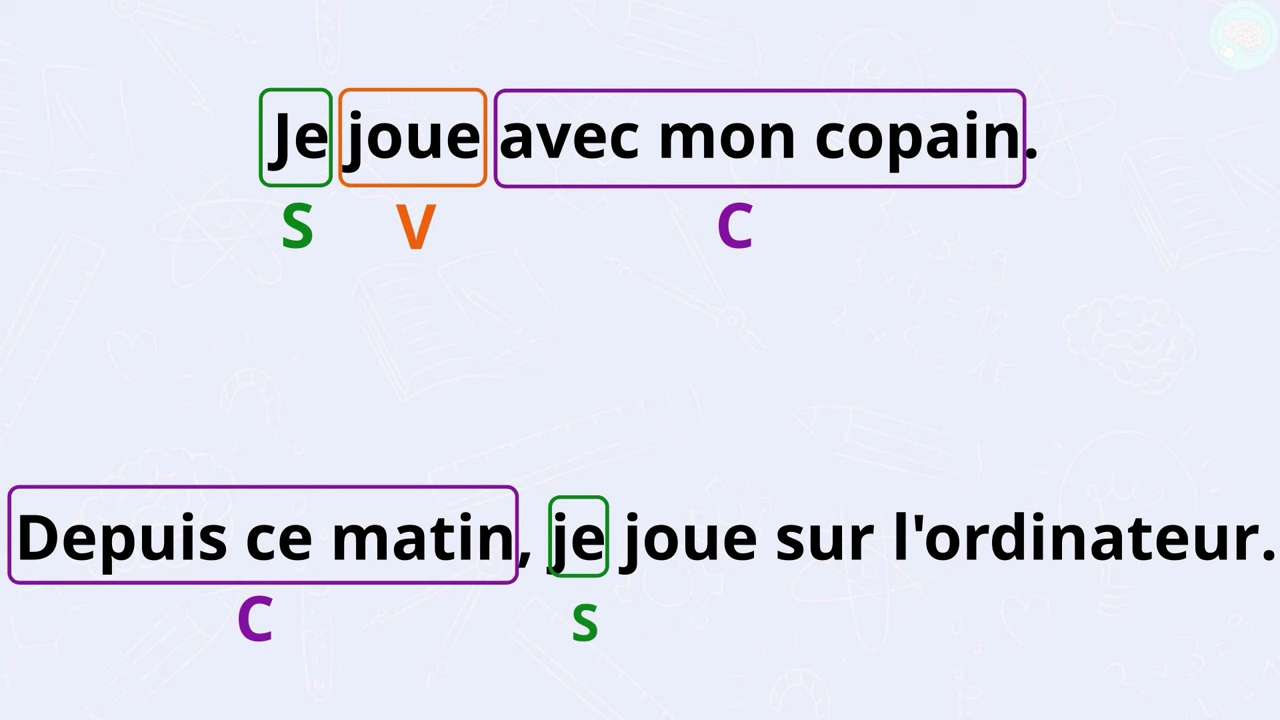 Je joue avec mon copain.
S V C
Depuis ce matin, je joue sur l'ordinateur.
C S